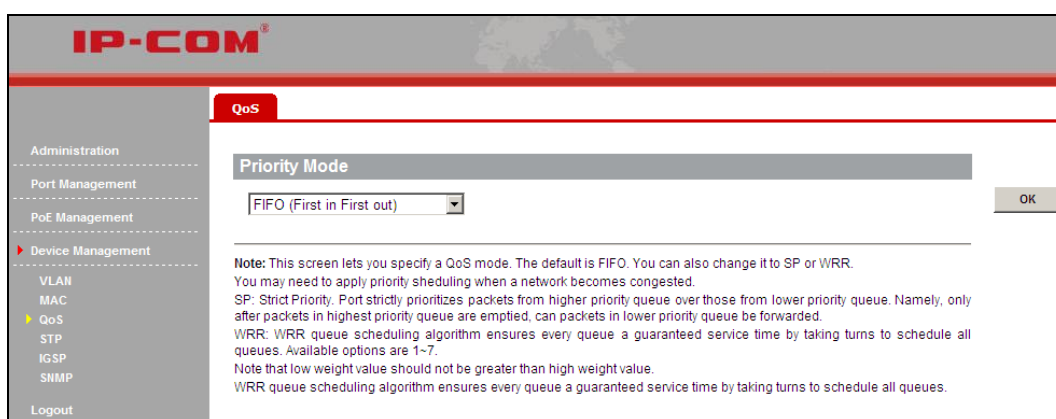 IP-COM®
QoS
Administration
Port Management
PoE Management
Device Management
VLAN
MAC
QoS
STP
IGSP
SNMP
Logout
Priority Mode
FIFO (First in First out)
OK
Note: This screen lets you specify a QoS mode. The default is FIFO. You can also change it to SP or WRR.
You may need to apply priority sheduling when a network becomes congested.
SP: Strict Priority. Port strictly prioritizes packets from higher priority queue over those from lower priority queue. Namely, only
after packets in highest priority queue are emptied, can packets in lower priority queue be forwarded.
WRR: WRR queue scheduling algorithm ensures every queue a guaranteed service time by taking turns to schedule all
queues. Available options are 1~7.
Note that low weight value should not be greater than high weight value.
WRR queue scheduling algorithm ensures every queue a guaranteed service time by taking turns to schedule all queues.